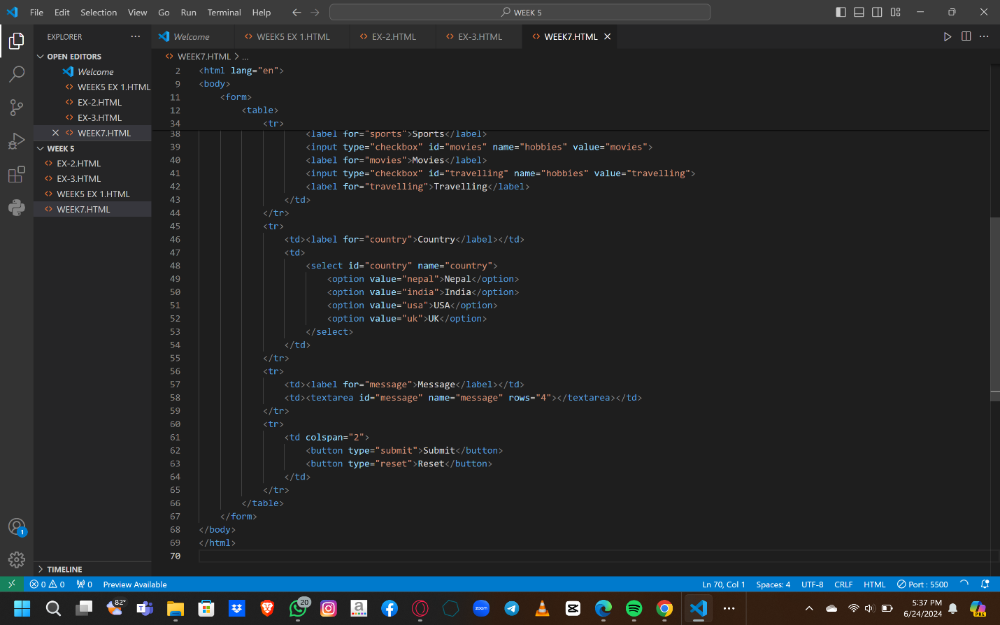 File Edit Selection View Go Run Terminal Help
WEEK 5
EXPLORER
Welcome
WEEK5 EX 1.HTML
EX-2.HTML
EX-3.HTML
WEEK7.HTML
OPEN EDITORS
Welcome
WEEK5 EX 1.HTML
EX-2.HTML
EX-3.HTML
WEEK7.HTML
WEEK 5
EX-2.HTML
EX-3.HTML
WEEK5 EX 1.HTML
WEEK7.HTML
TIMELINE
WEEK7.HTML > ...
2 <html lang="en">
9 <body>
11 <form>
12 <table>
34 <tr>
38 <label for="sports">Sports</label>
39 <input type="checkbox" id="movies" name="hobbies" value="movies">
40 <label for="movies">Movies</label>
41 <input type="checkbox" id="travelling" name="hobbies" value="travelling">
42 <label for="travelling">Travelling</label>
43 </td>
44 </tr>
45 <tr>
46 <td><label for="country">Country</label></td>
47 <td>
48 <select id="country" name="country">
49 <option value="nepal">Nepal</option>
50 <option value="india">India</option>
51 <option value="usa">USA</option>
52 <option value="uk">UK</option>
53 </select>
54 </td>
55 </tr>
56 <tr>
57 <td><label for="message">Message</label></td>
58 <td><textarea id="message" name="message" rows="4"></textarea></td>
59 </tr>
60 <tr>
61 <td colspan="2">
62 <button type="submit">Submit</button>
63 <button type="reset">Reset</button>
64 </td>
65 </tr>
66 </table>
67 </form>
68 </body>
69 </html>
70
1
0 0 0 Preview Available
Ln 70, Col 1 Spaces: 4 UTF-8 CRLF HTML Port : 5500
82°
20
zoom
5:37 PM
6/24/2024
PRE